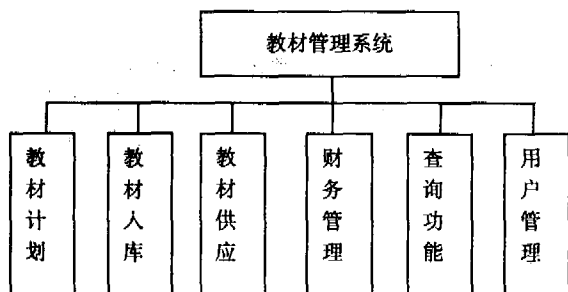 教材管理系统
教材计划
教材入库
教材供应
财务管理
查询功能
用户管理